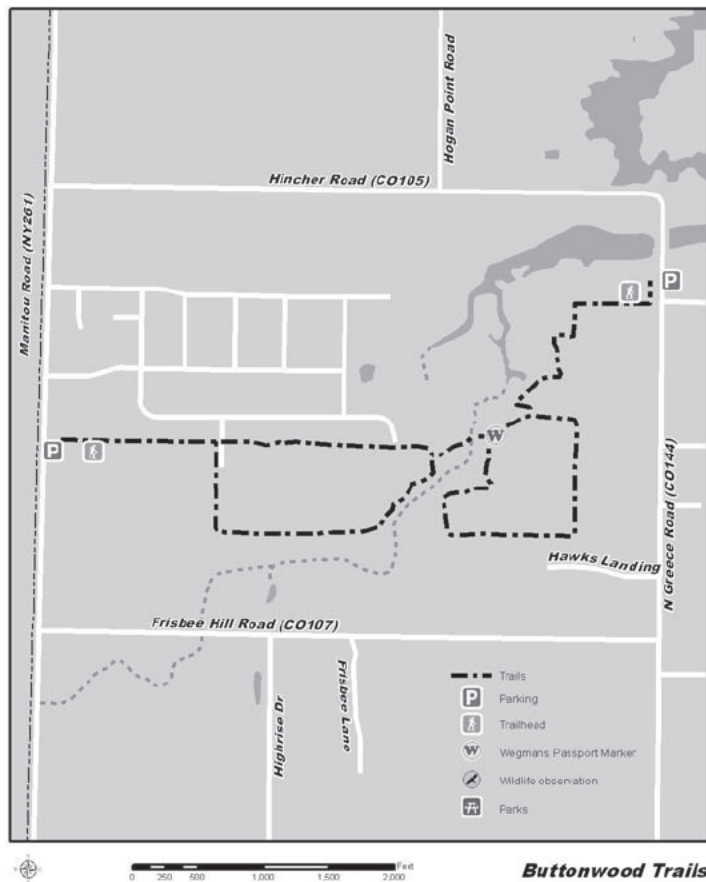 Hogan Point Road
Hincher Road (CO105)
Manitou Road (NY261)
P
P
W
N Greece Road (CO144)
Hawks Landing
Frisbee Hill Road (CO107)
Highrise Dr
Frisbee Lane
Trails
P Parking
Trailhead
W Wegmans Passport Marker
Wildlife observation
Parks
Feet
0 250 500 1,000 1,500 2,000
Buttonwood Trails